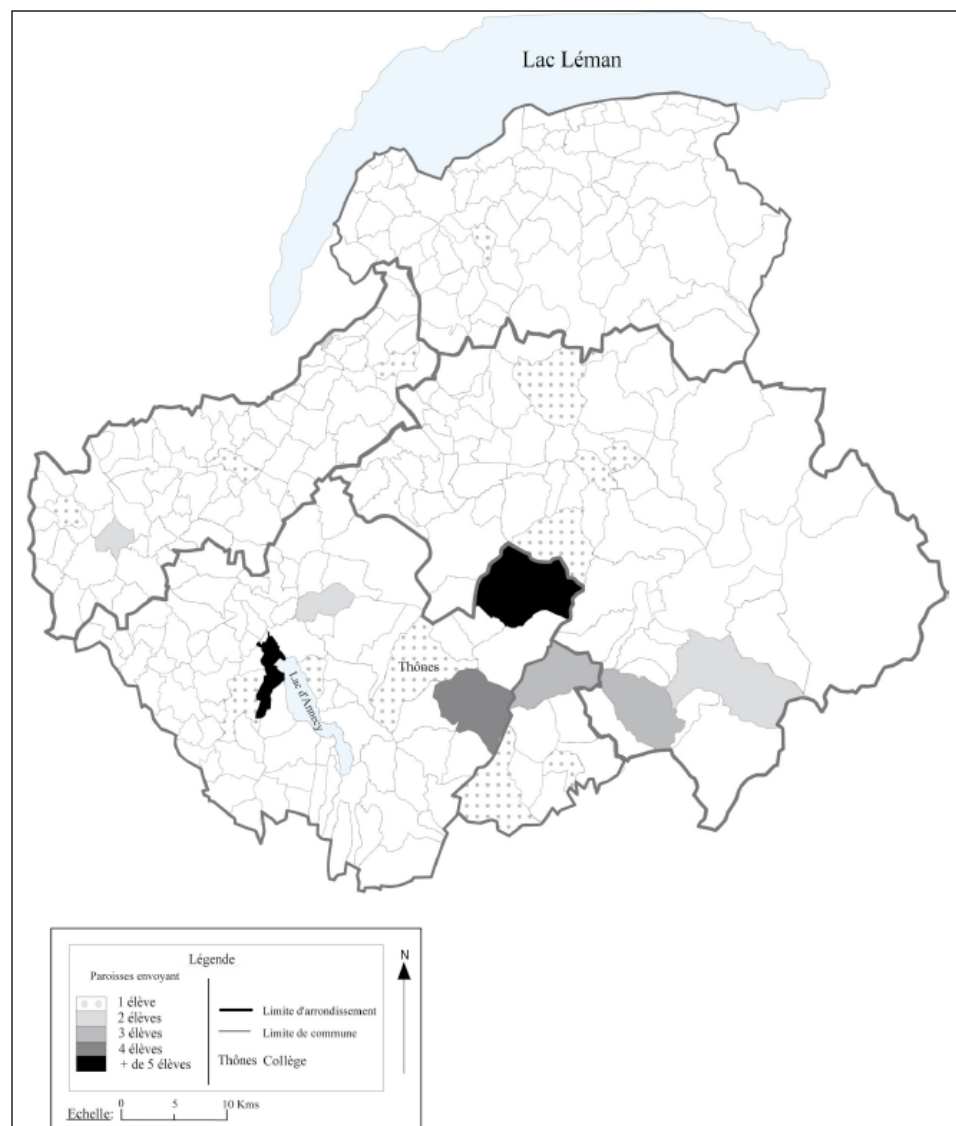 Lac Léman
Thônes
Lac d'Annecy
N
Légende
Paroisses envoyant
1 élève
2 élèves
3 élèves
4 élèves
+ de 5 élèves
Limite d'arrondissement
Limite de commune
Thônes Collège
Echelle: 0 5 10 Kms